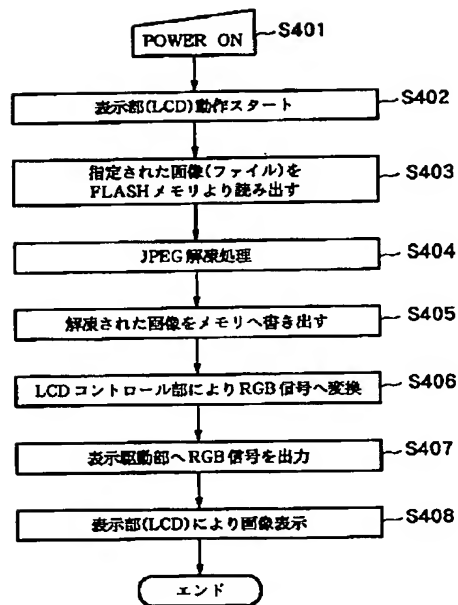 POWER ON
S401
表示部(LCD)動作スタート
S402
指定された画像(ファイル)を
FLASHメモリより読み出す
S403
JPEG解凍処理
S404
解凍された画像をメモリへ書き出す
S405
LCDコントロール部によりRGB信号へ変換
S406
表示駆動部へRGB信号を出力
S407
表示部(LCD)により画像表示
S408
エンド